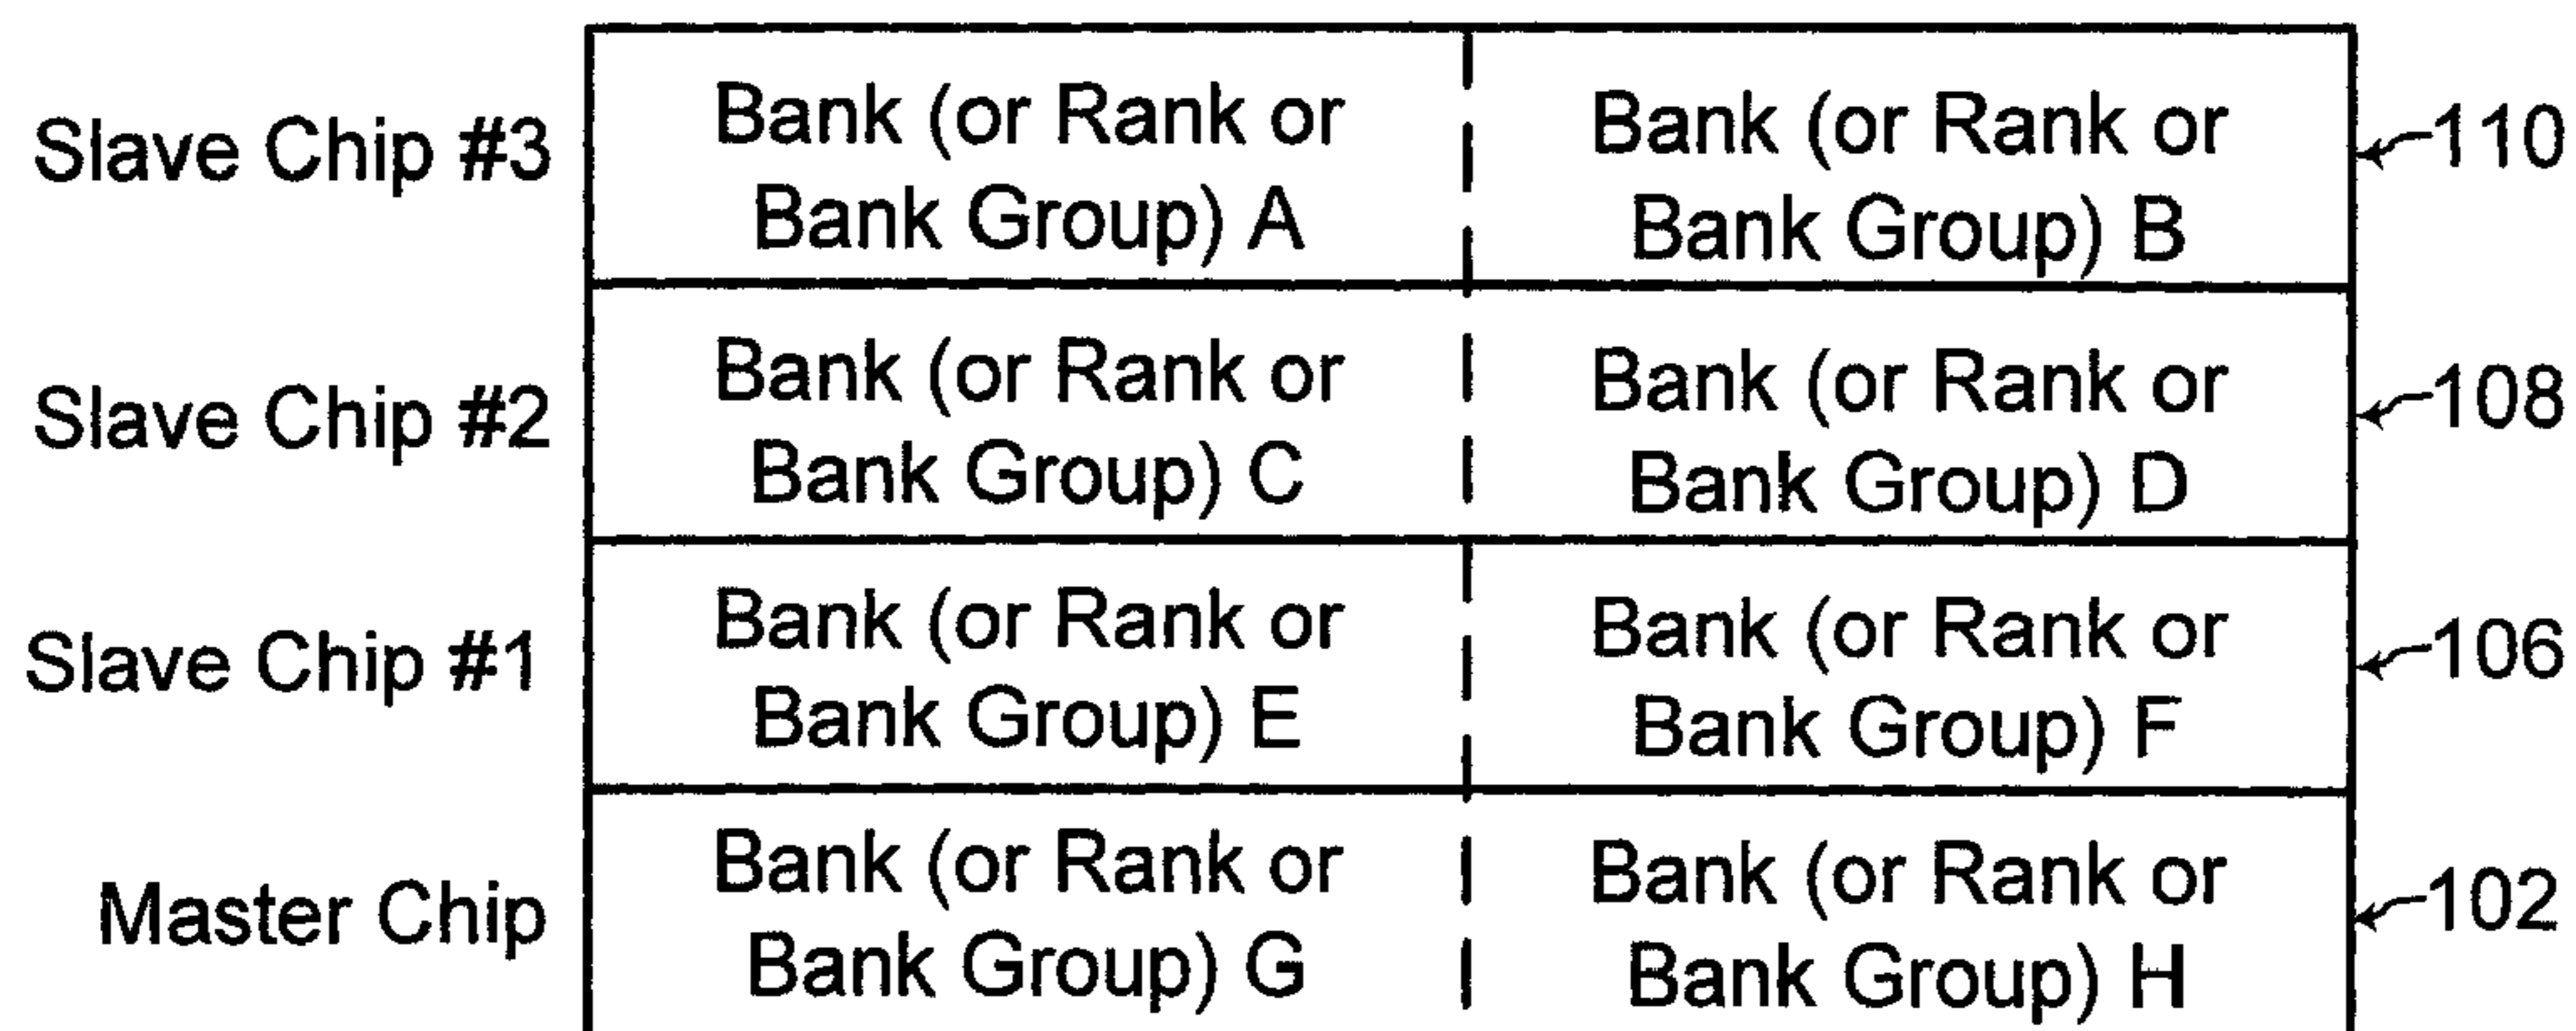 Slave Chip #3
Bank (or Rank or
Bank Group) A
Bank (or Rank or
Bank Group) B
110
Slave Chip #2
Bank (or Rank or
Bank Group) C
Bank (or Rank or
Bank Group) D
108
Slave Chip #1
Bank (or Rank or
Bank Group) E
Bank (or Rank or
Bank Group) F
106
Master Chip
Bank (or Rank or
Bank Group) G
Bank (or Rank or
Bank Group) H
102